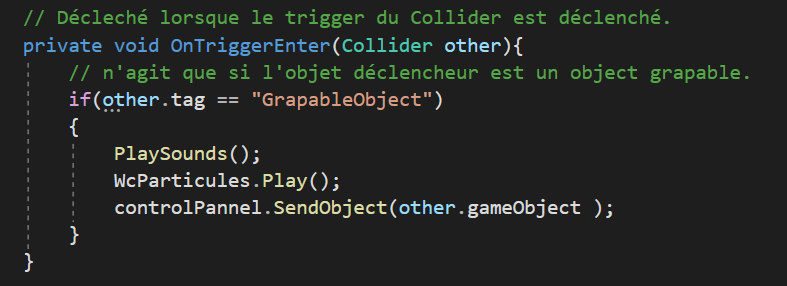 // Décleché lorsque le trigger du Collider est déclenché.
private void OnTriggerEnter(Collider other){
// n'agit que si l'objet déclencheur est un object grapable.
if(other.tag == "GrapableObject")
{
PlaySounds();
WcParticules.Play();
controlPannel.SendObject(other.gameObject );
}
}